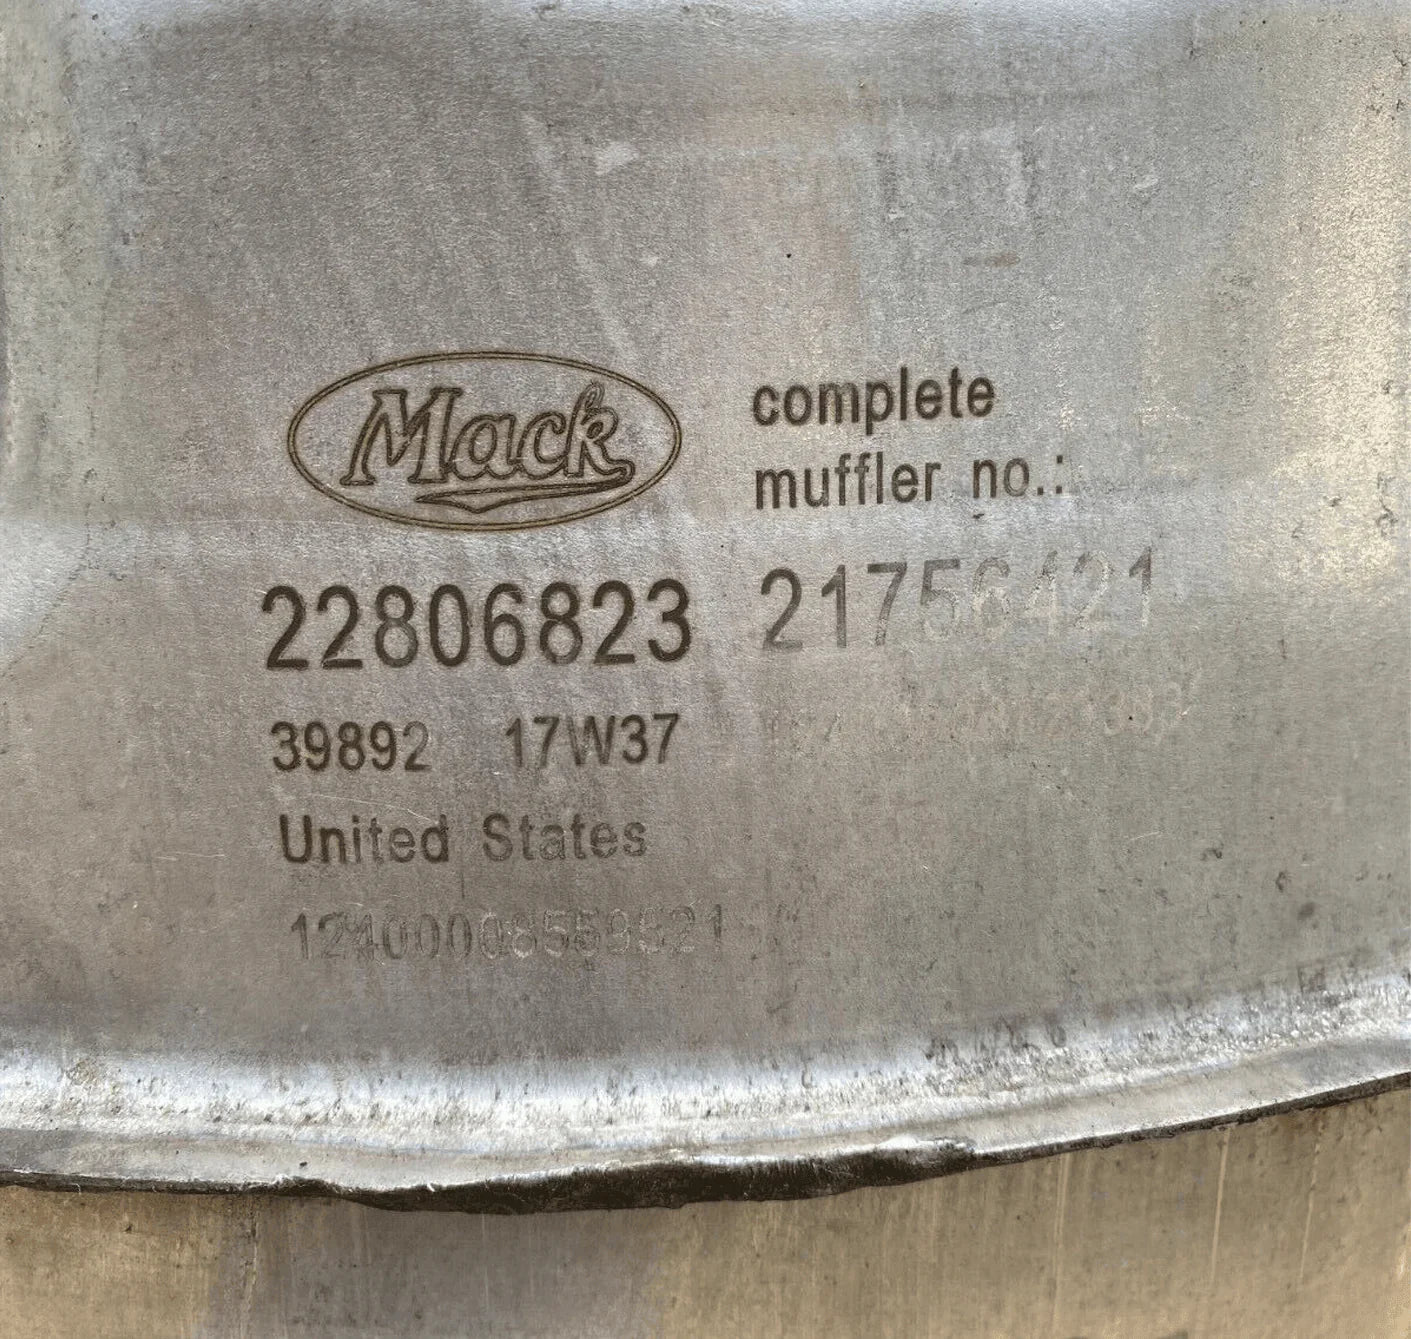 Mack
complete
muffler no.:
22806823
21756421
39892 17W37
United States